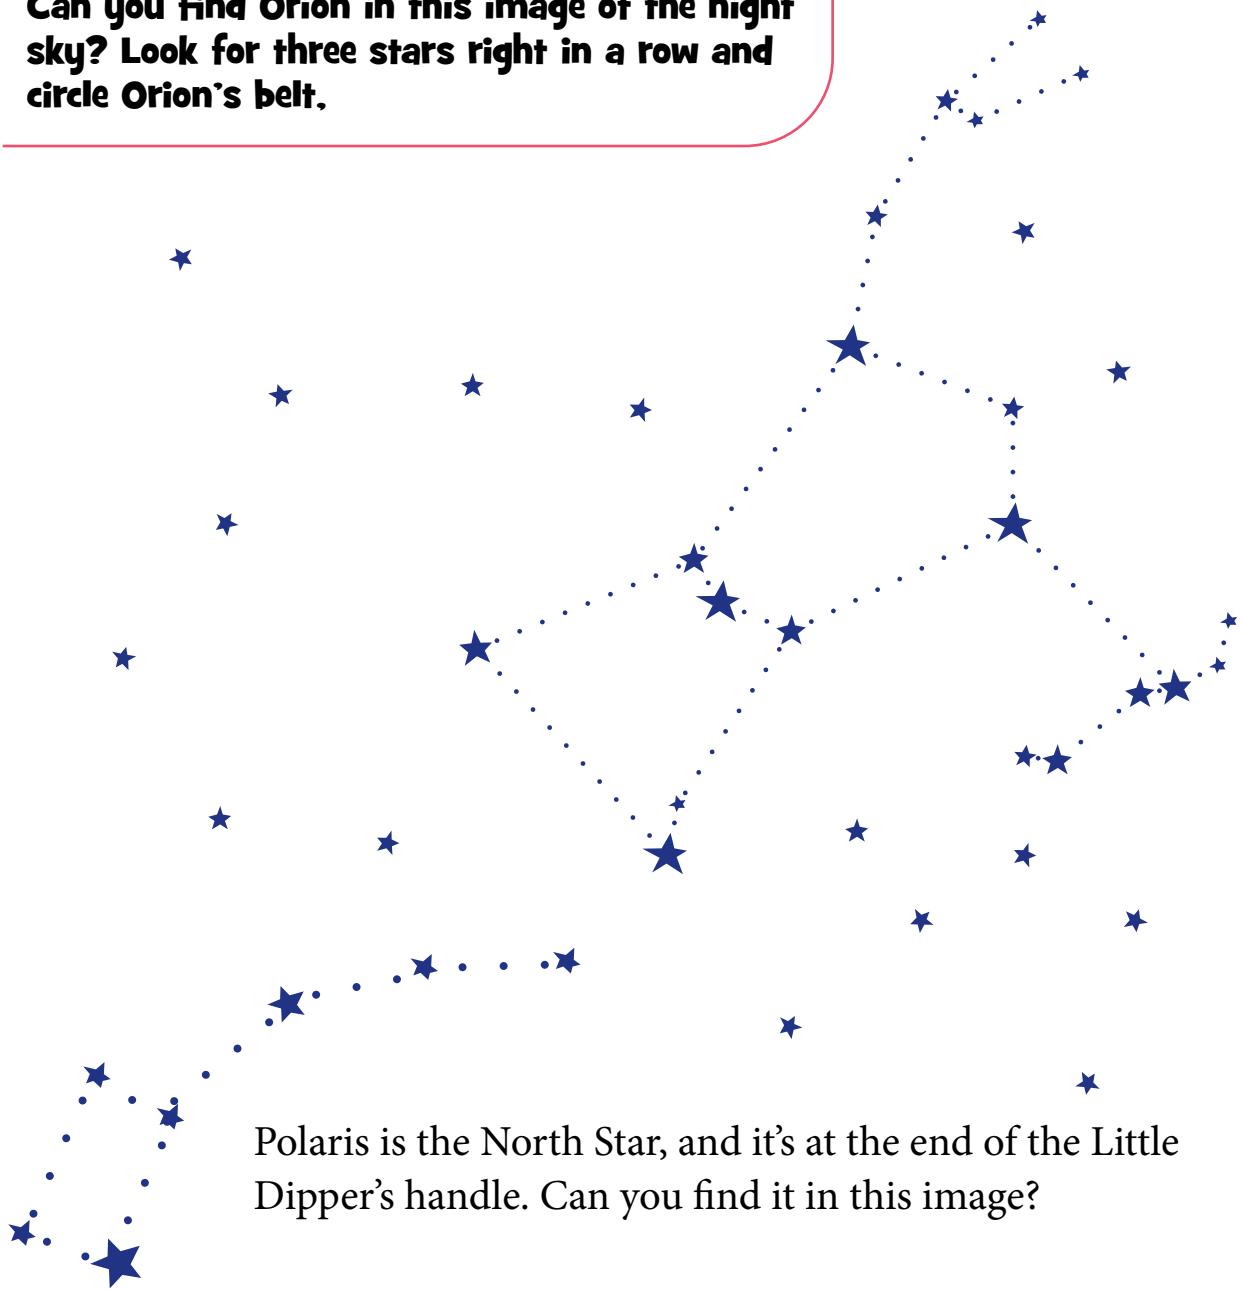 Can you find Orion in this image of the night
sky? Look for three stars right in a row and
circle Orion's belt.
Polaris is the North Star, and it's at the end of the Little
Dipper's handle. Can you find it in this image?